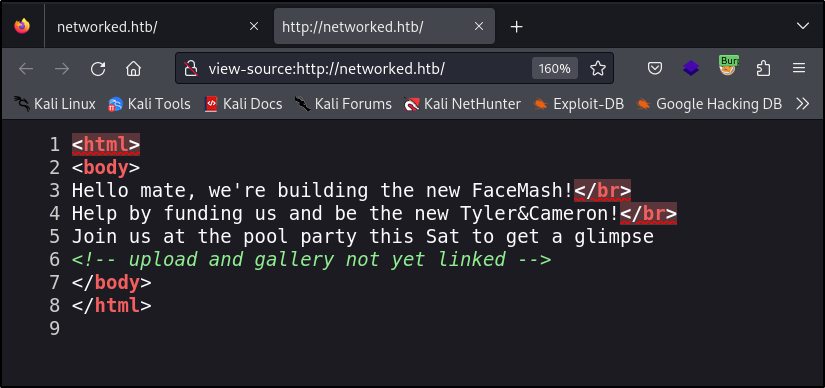 networked.htb/
http://networked.htb/
view-source:http://networked.htb/
160%
Burp
Kali Linux
Kali Tools
Kali Docs
Kali Forums
Kali NetHunter
Exploit-DB
Google Hacking DB
1 <html>
2 <body>
3 Hello mate, we're building the new FaceMash!</br>
4 Help by funding us and be the new Tyler&Cameron!</br>
5 Join us at the pool party this Sat to get a glimpse
6 <!-- upload and gallery not yet linked -->
7 </body>
8 </html>
9